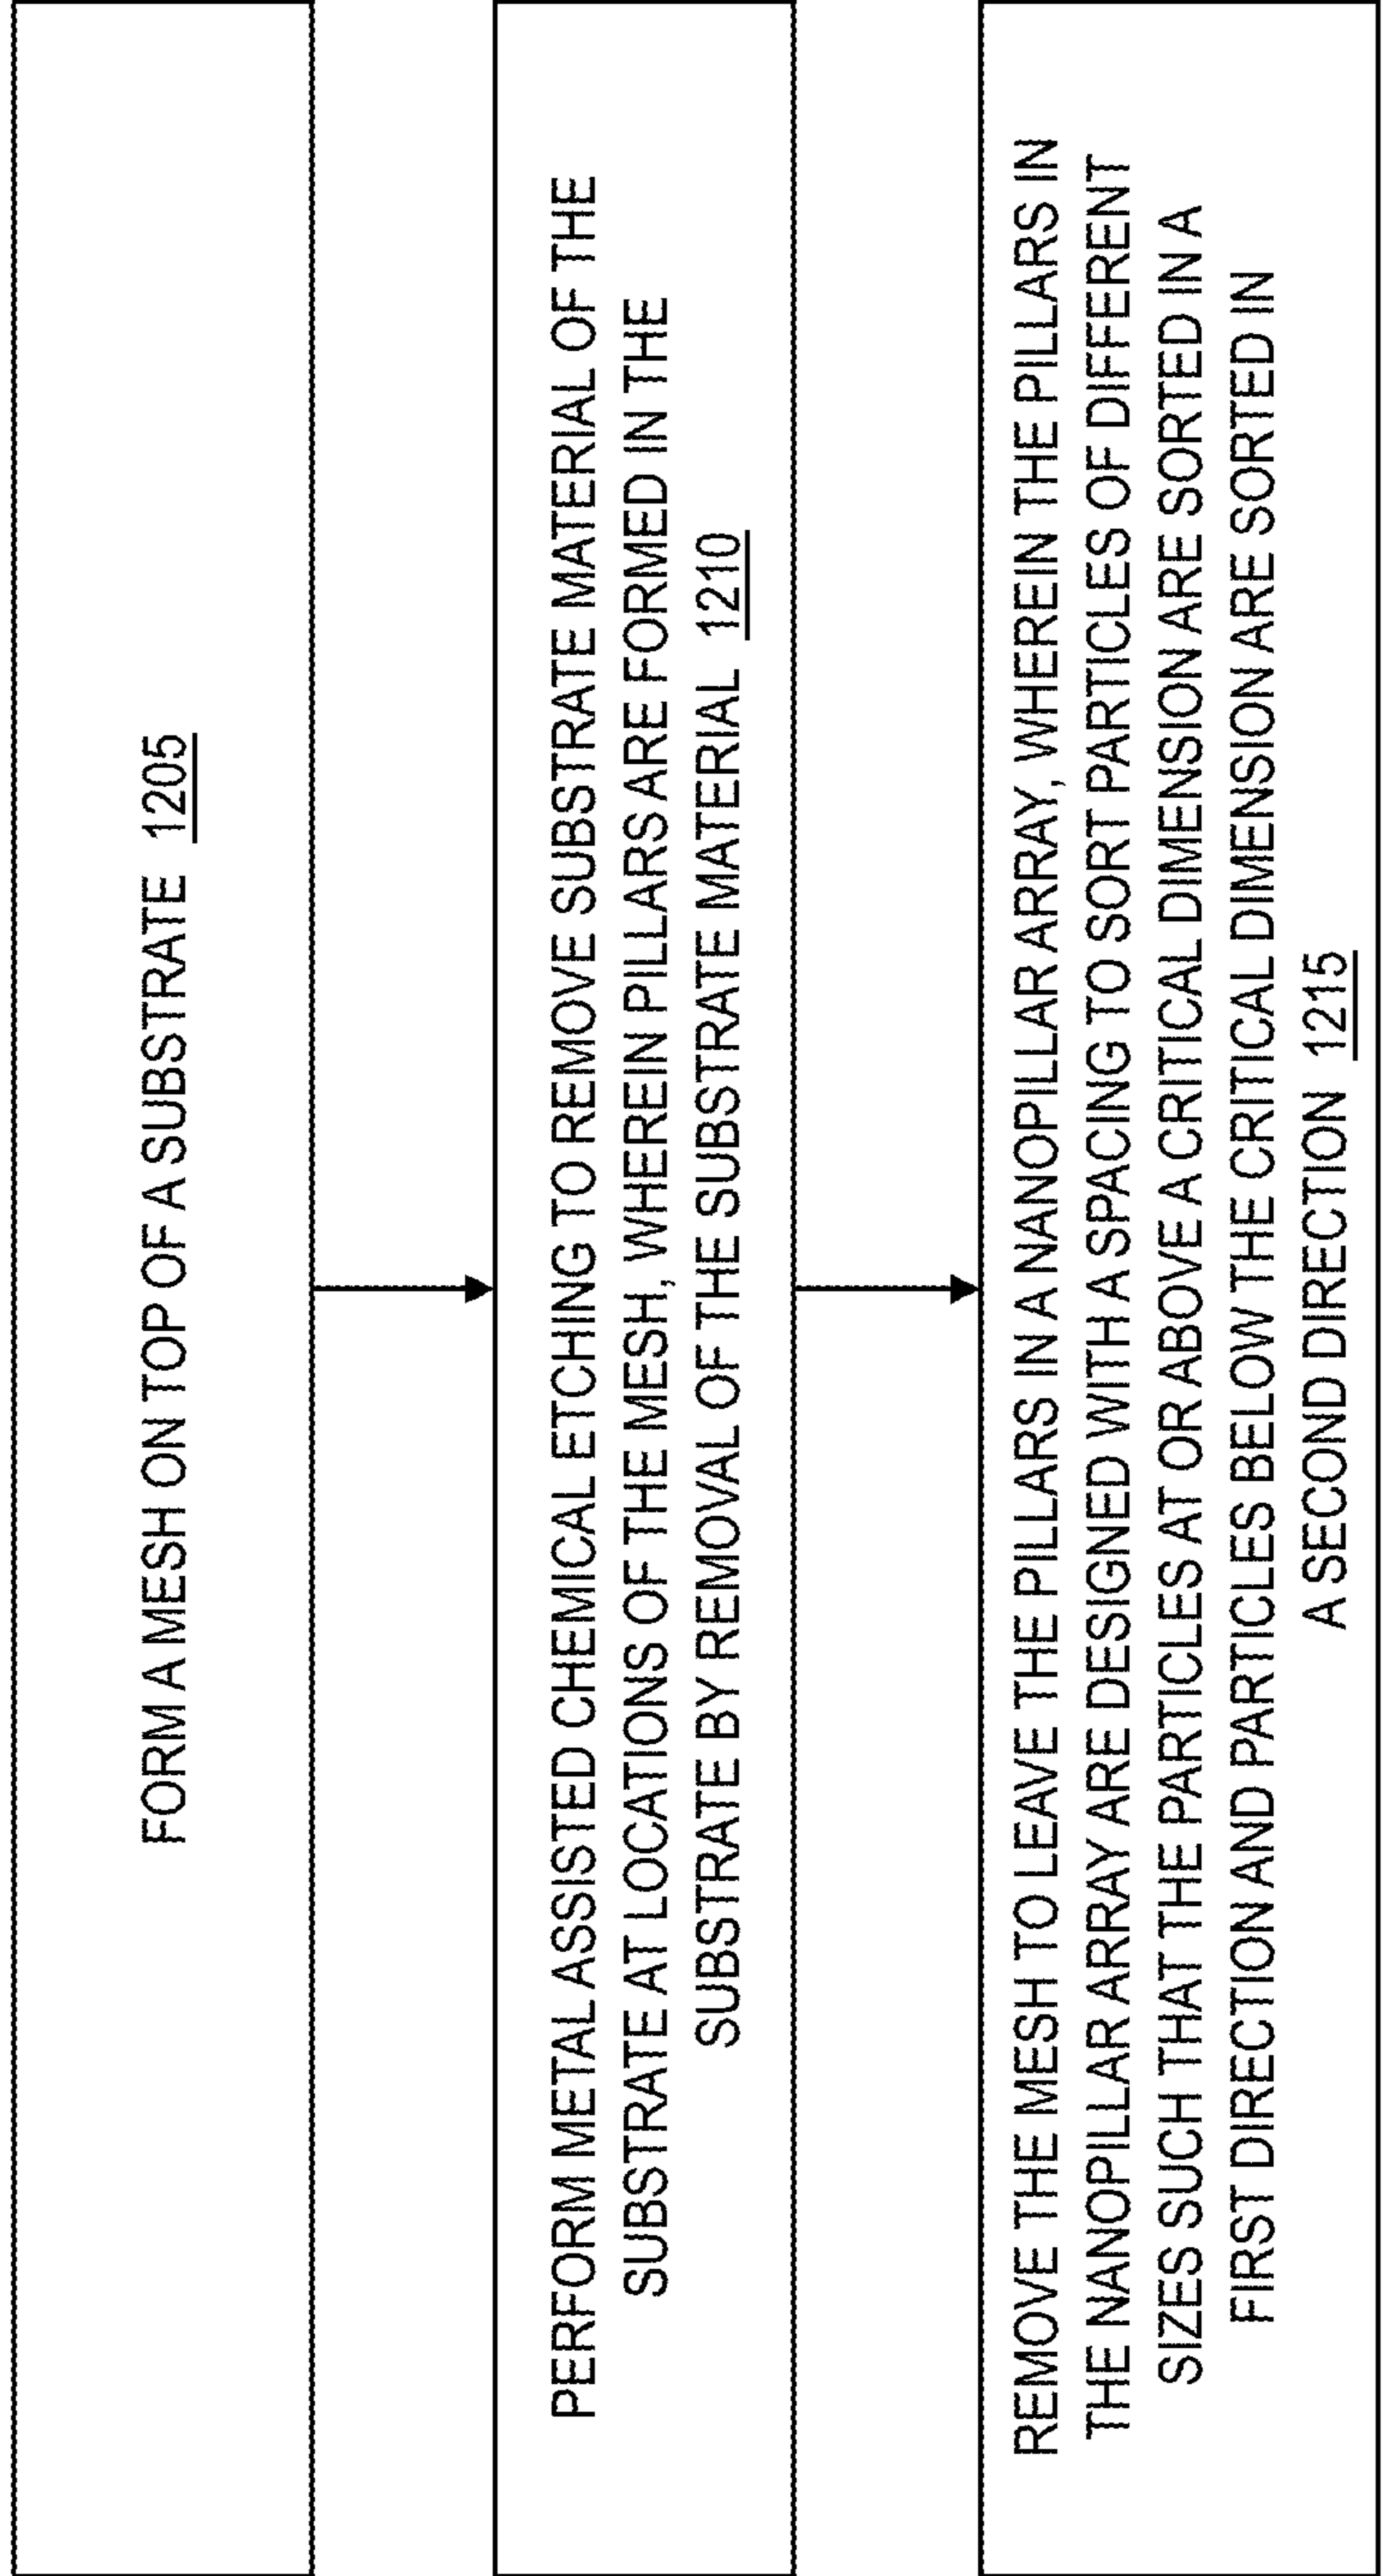 FORM A MESH ON TOP OF A SUBSTRATE 1205
PERFORM METAL ASSISTED CHEMICAL ETCHING TO REMOVE SUBSTRATE MATERIAL OF THE
SUBSTRATE AT LOCATIONS OF THE MESH, WHEREIN PILLARS ARE FORMED IN THE
SUBSTRATE BY REMOVAL OF THE SUBSTRATE MATERIAL 1210
REMOVE THE MESH TO LEAVE THE PILLARS IN A NANOPILLAR ARRAY, WHEREIN THE PILLARS IN
THE NANOPILLAR ARRAY ARE DESIGNED WITH A SPACING TO SORT PARTICLES OF DIFFERENT
SIZES SUCH THAT THE PARTICLES AT OR ABOVE A CRITICAL DIMENSION ARE SORTED IN A
FIRST DIRECTION AND PARTICLES BELOW THE CRITICAL DIMENSION ARE SORTED IN
A SECOND DIRECTION 1215